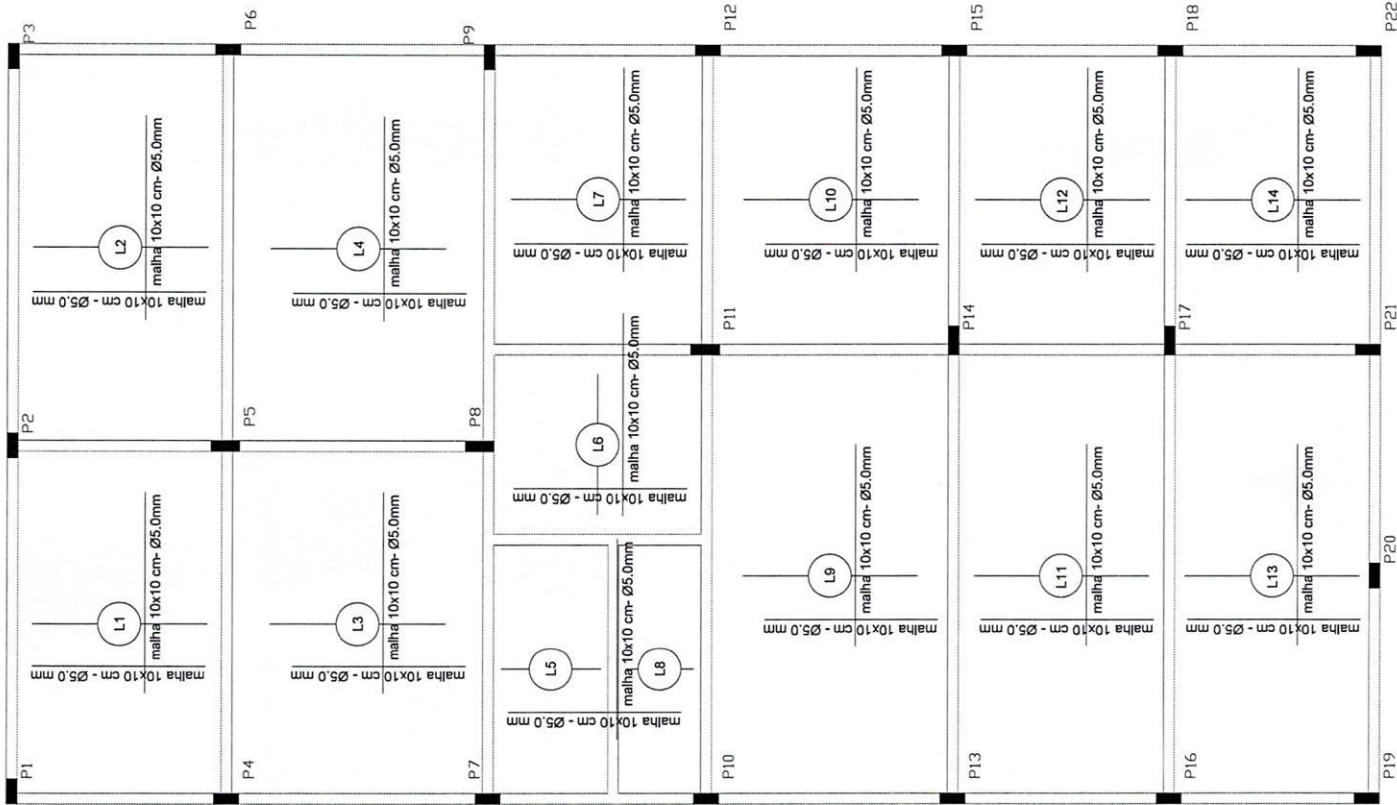 P1
P2
P3
L1
malha 10x10 cm- Ø5.0mm
malha 10x10 cm - Ø5.0 mm
L2
malha 10x10 cm- Ø5.0mm
malha 10x10 cm - Ø5.0 mm
P4
P5
P6
L3
malha 10x10 cm- Ø5.0mm
malha 10x10 cm - Ø5.0 mm
L4
malha 10x10 cm- Ø5.0mm
malha 10x10 cm - Ø5.0 mm
P7
P8
P9
L5
malha 10x10 cm- Ø5.0mm
malha 10x10 cm - Ø5.0 mm
L8
L6
malha 10x10 cm- Ø5.0mm
malha 10x10 cm - Ø5.0 mm
L7
malha 10x10 cm- Ø5.0mm
malha 10x10 cm - Ø5.0 mm
P10
P11
P12
L9
malha 10x10 cm- Ø5.0mm
malha 10x10 cm - Ø5.0 mm
L10
malha 10x10 cm- Ø5.0mm
malha 10x10 cm - Ø5.0 mm
P13
P14
P15
L11
malha 10x10 cm- Ø5.0mm
malha 10x10 cm - Ø5.0 mm
L12
malha 10x10 cm- Ø5.0mm
malha 10x10 cm - Ø5.0 mm
P16
P17
P18
L13
malha 10x10 cm- Ø5.0mm
malha 10x10 cm - Ø5.0 mm
L14
malha 10x10 cm- Ø5.0mm
malha 10x10 cm - Ø5.0 mm
P19
P20
P21
P22